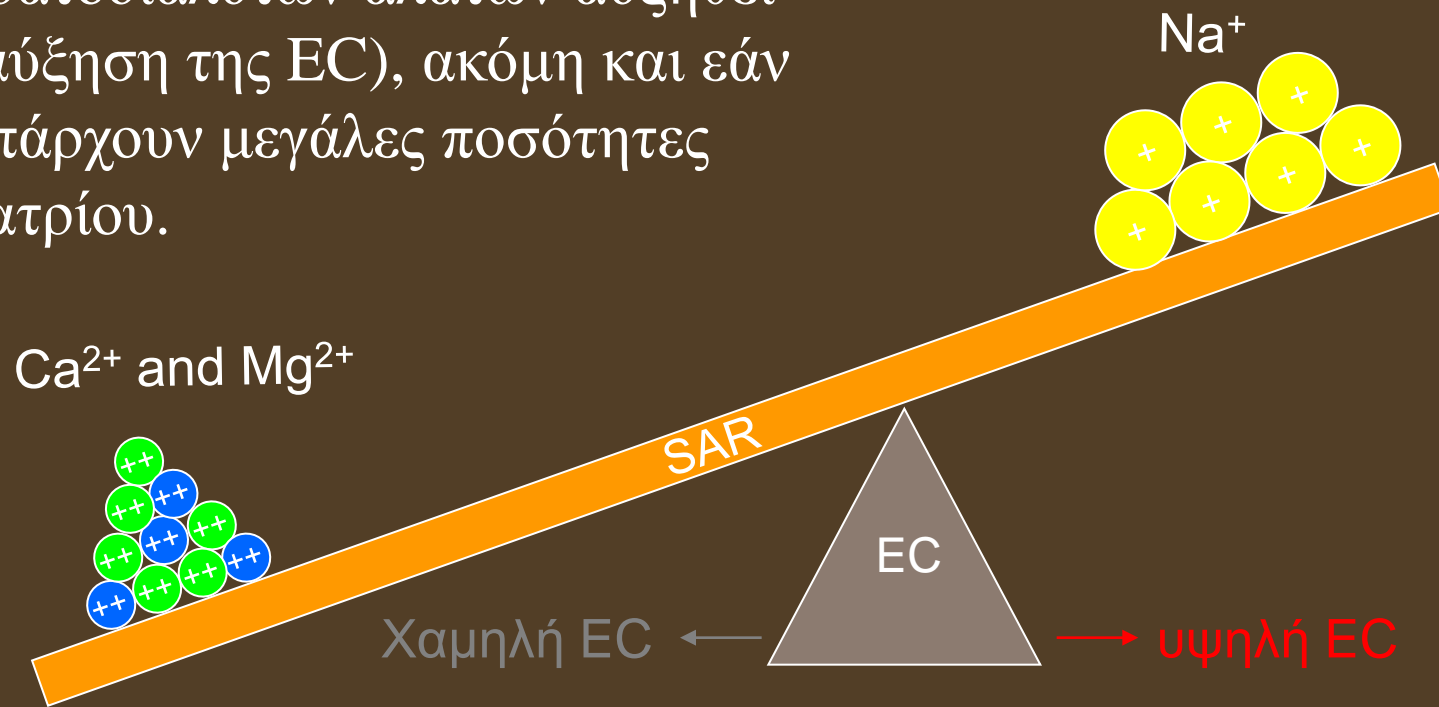 αύξηση της EC), ακόμη και εάν
πάρχουν μεγάλες ποσότητες
ατρίου.
Na⁺
+ + + + + + + +
Ca²⁺ and Mg²⁺
++ ++ ++ ++ ++ ++ ++ ++ ++ ++ ++
SAR
EC
Χαμηλή EC
υψηλή EC